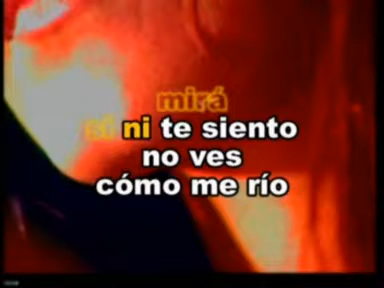 mirá
si ni te siento
no ves
cómo me río